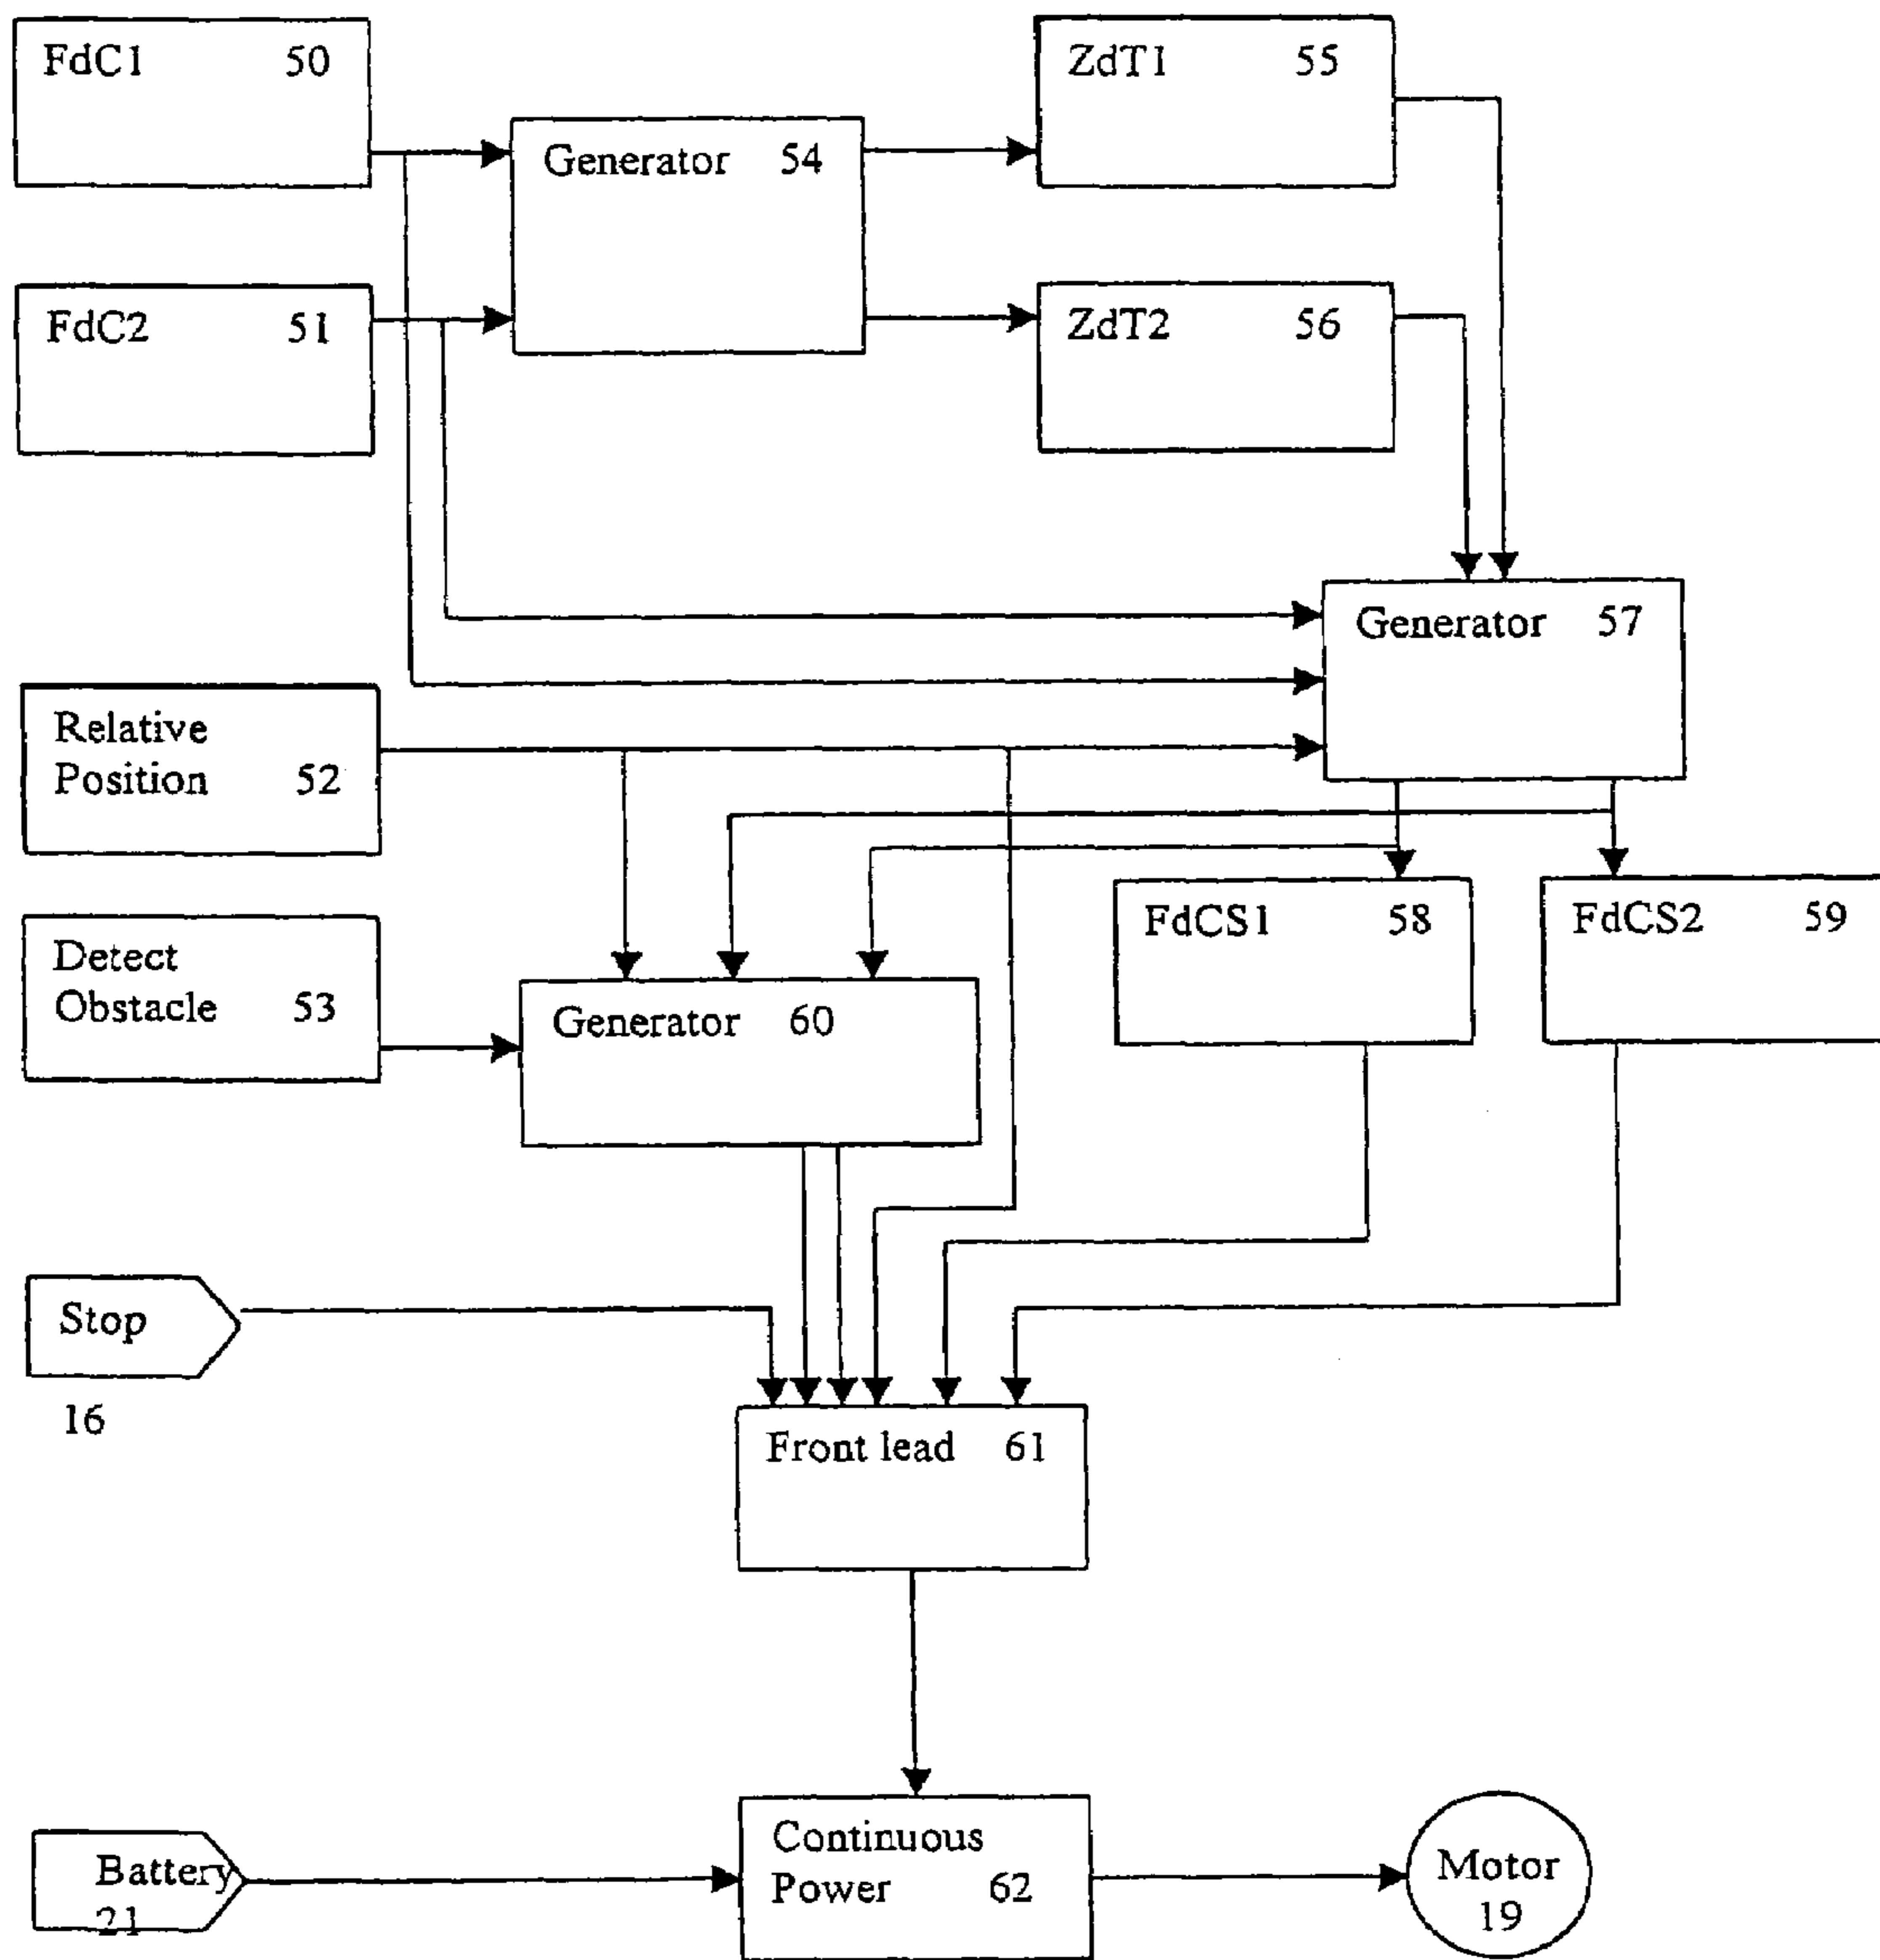 FdC1 50
ZdT1 55
Generator 54
FdC2 51
ZdT2 56
Generator 57
Relative
Position 52
FdCS1 58
FdCS2 59
Detect
Obstacle 53
Generator 60
Stop
16
Front lead 61
Continuous
Power 62
Battery
21
Motor
19